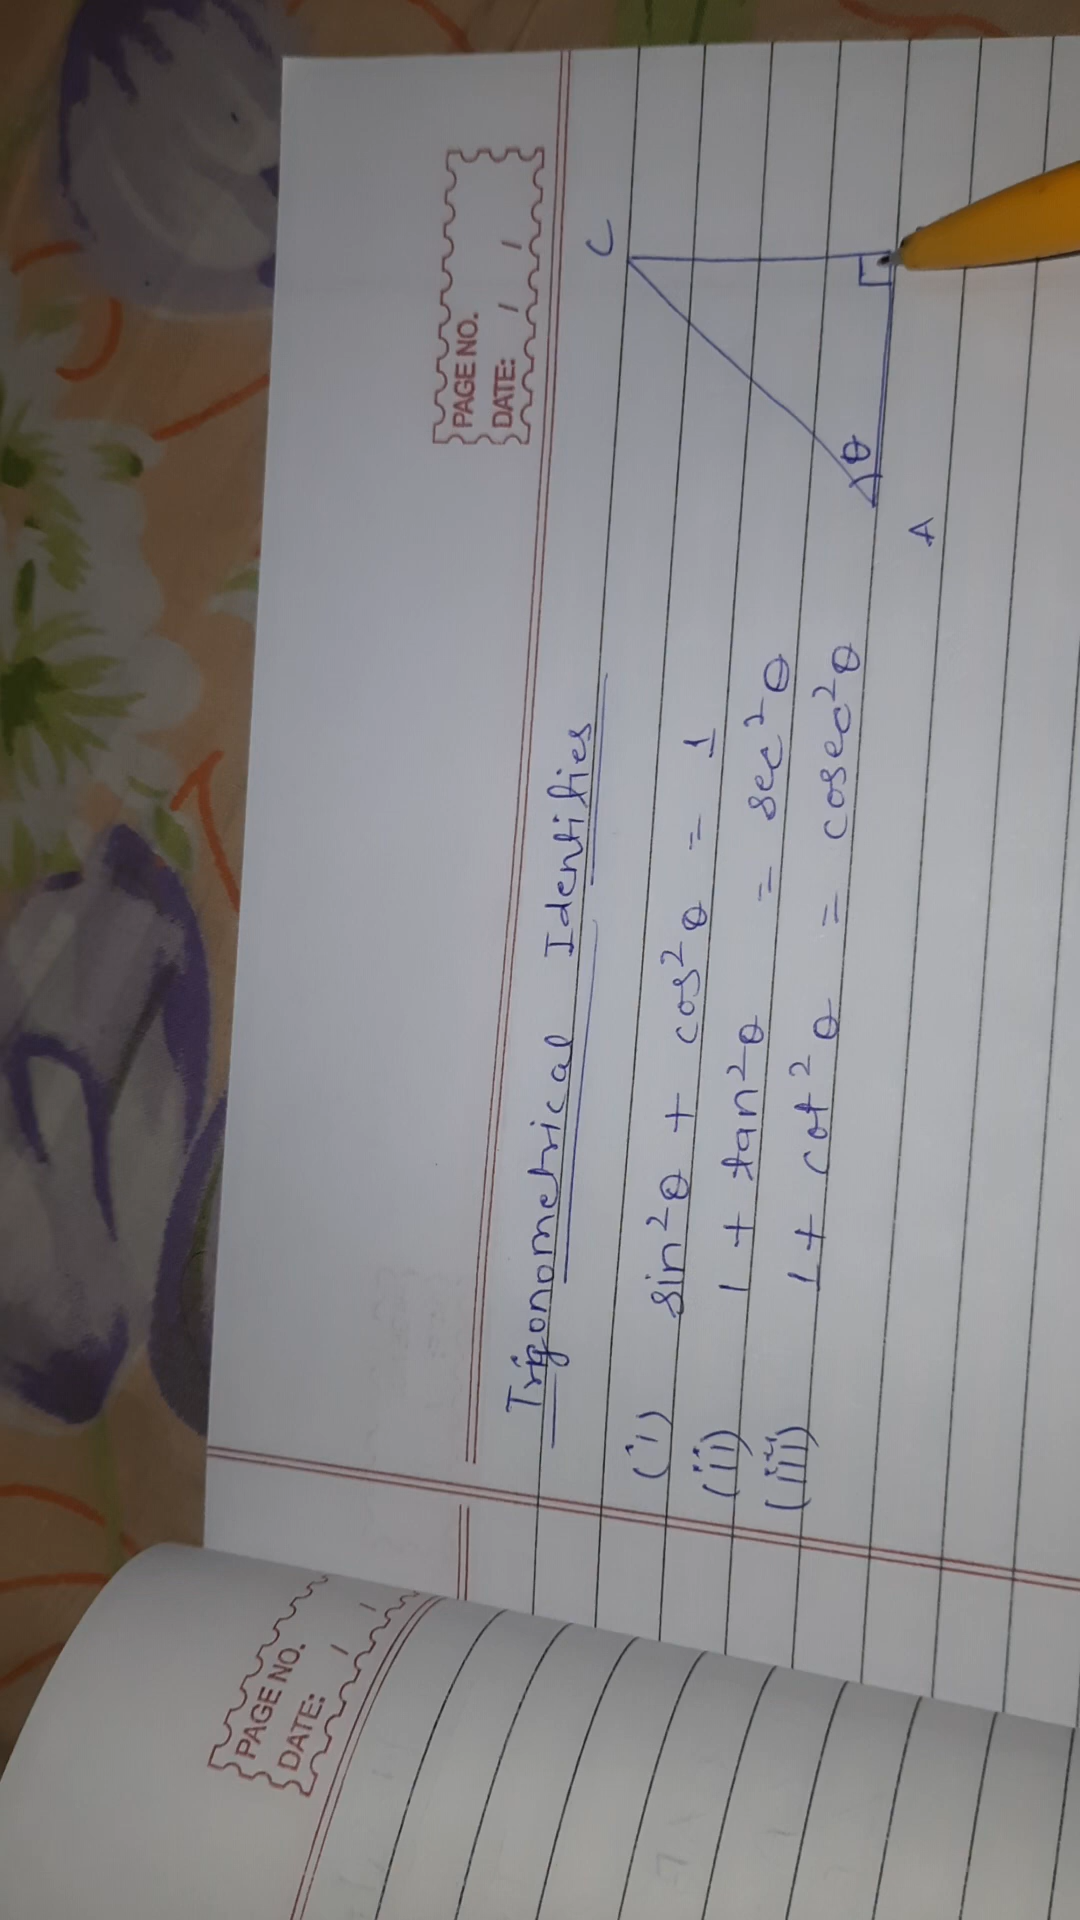 PAGE NO.
DATE: / /
Trigonometrical Identities
(i) sin²θ + cos²θ = 1
(ii) 1 + tan²θ = sec²θ
(iii) 1 + cot²θ = cosec²θ
C
θ
A
PAGE NO.
DATE: / /